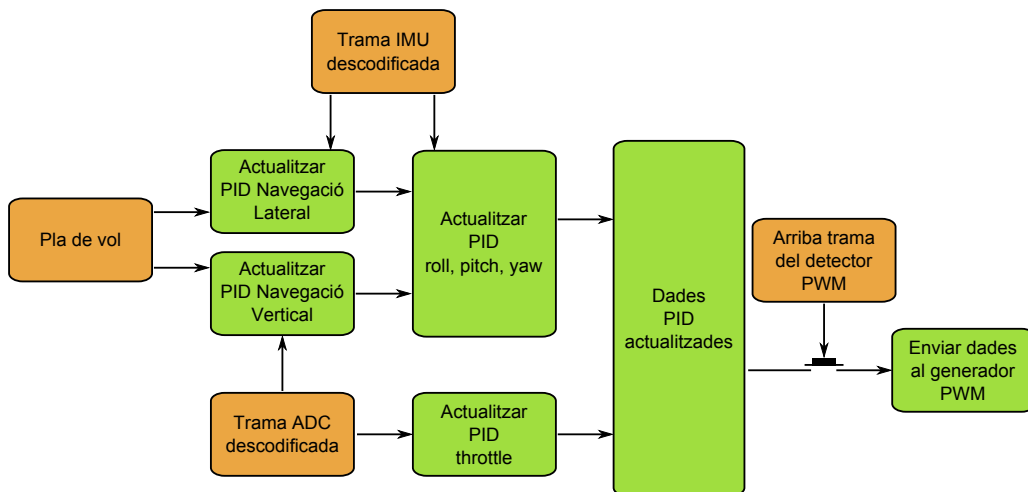 Trama IMU
descodificada
Actualitzar
PID Navegació
Lateral
Pla de vol
Actualitzar
PID Navegació
Vertical
Actualitzar
PID
roll, pitch, yaw
Dades
PID
actualitzades
Arriba trama
del detector
PWM
Enviar dades
al generador
PWM
Trama ADC
descodificada
Actualitzar
PID
throttle